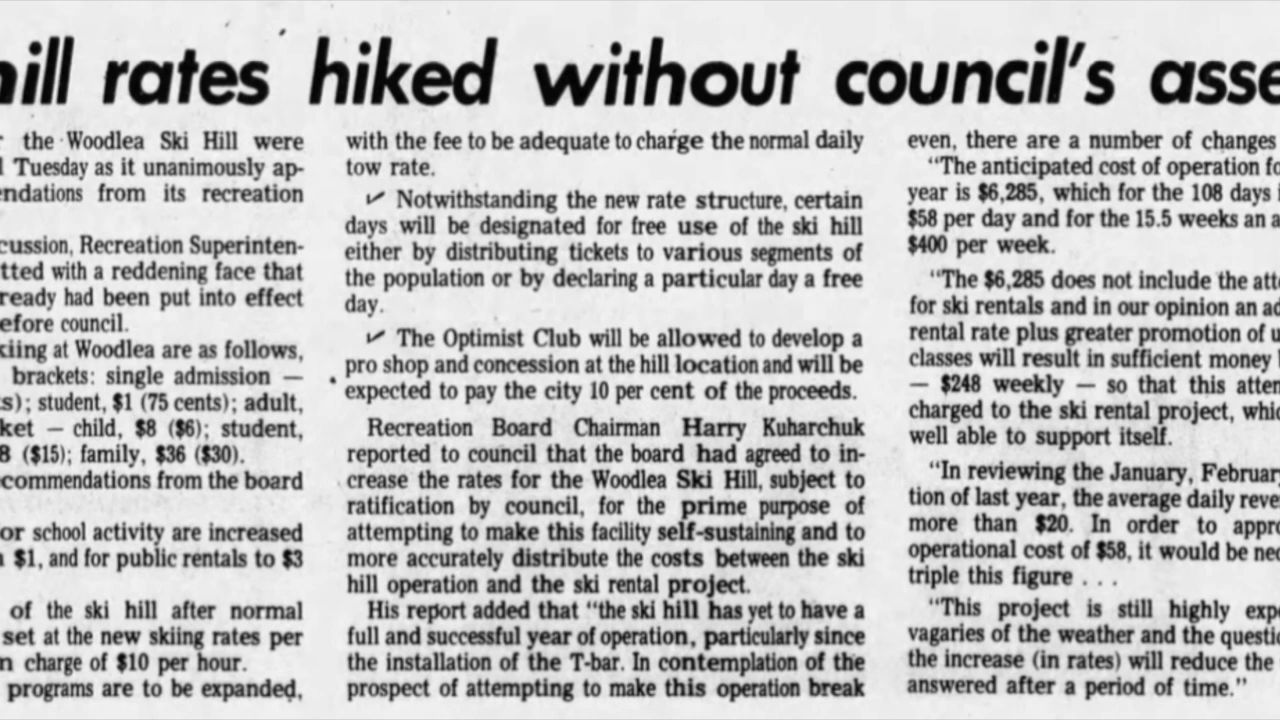 hill rates hiked without council's asse
the Woodlea Ski Hill were
Tuesday as it unanimously ap-
ndations from its recreation
cussion, Recreation Superinten-
tted with a reddening face that
ready had been put into effect
efore council.
kiing at Woodlea are as follows,
brackets: single admission —
s); student, $1 (75 cents); adult,
ket — child, $8 ($6); student,
8 ($15); family, $36 ($30).
commendations from the board
or school activity are increased
$1, and for public rentals to $3
of the ski hill after normal
set at the new skiing rates per
n charge of $10 per hour.
programs are to be expanded,
with the fee to be adequate to charge the normal daily
tow rate.
✓ Notwithstanding the new rate structure, certain
days will be designated for free use of the ski hill
either by distributing tickets to various segments of
the population or by declaring a particular day a free
day.
✓ The Optimist Club will be allowed to develop a
pro shop and concession at the hill location and will be
expected to pay the city 10 per cent of the proceeds.
Recreation Board Chairman Harry Kuharchuk
reported to council that the board had agreed to in-
crease the rates for the Woodlea Ski Hill, subject to
ratification by council, for the prime purpose of
attempting to make this facility self-sustaining and to
more accurately distribute the costs between the ski
hill operation and the ski rental project.
His report added that "the ski hill has yet to have a
full and successful year of operation, particularly since
the installation of the T-bar. In contemplation of the
prospect of attempting to make this operation break
even, there are a number of changes
"The anticipated cost of operation fo
year is $6,285, which for the 108 days i
$58 per day and for the 15.5 weeks an a
$400 per week.
"The $6,285 does not include the atte
for ski rentals and in our opinion an ad
rental rate plus greater promotion of u
classes will result in sufficient money
— $248 weekly — so that this atten
charged to the ski rental project, whic
well able to support itself.
"In reviewing the January, February
tion of last year, the average daily reve
more than $20. In order to appro
operational cost of $58, it would be nec
triple this figure . . .
"This project is still highly expe
vagaries of the weather and the questio
the increase (in rates) will reduce the
answered after a period of time."